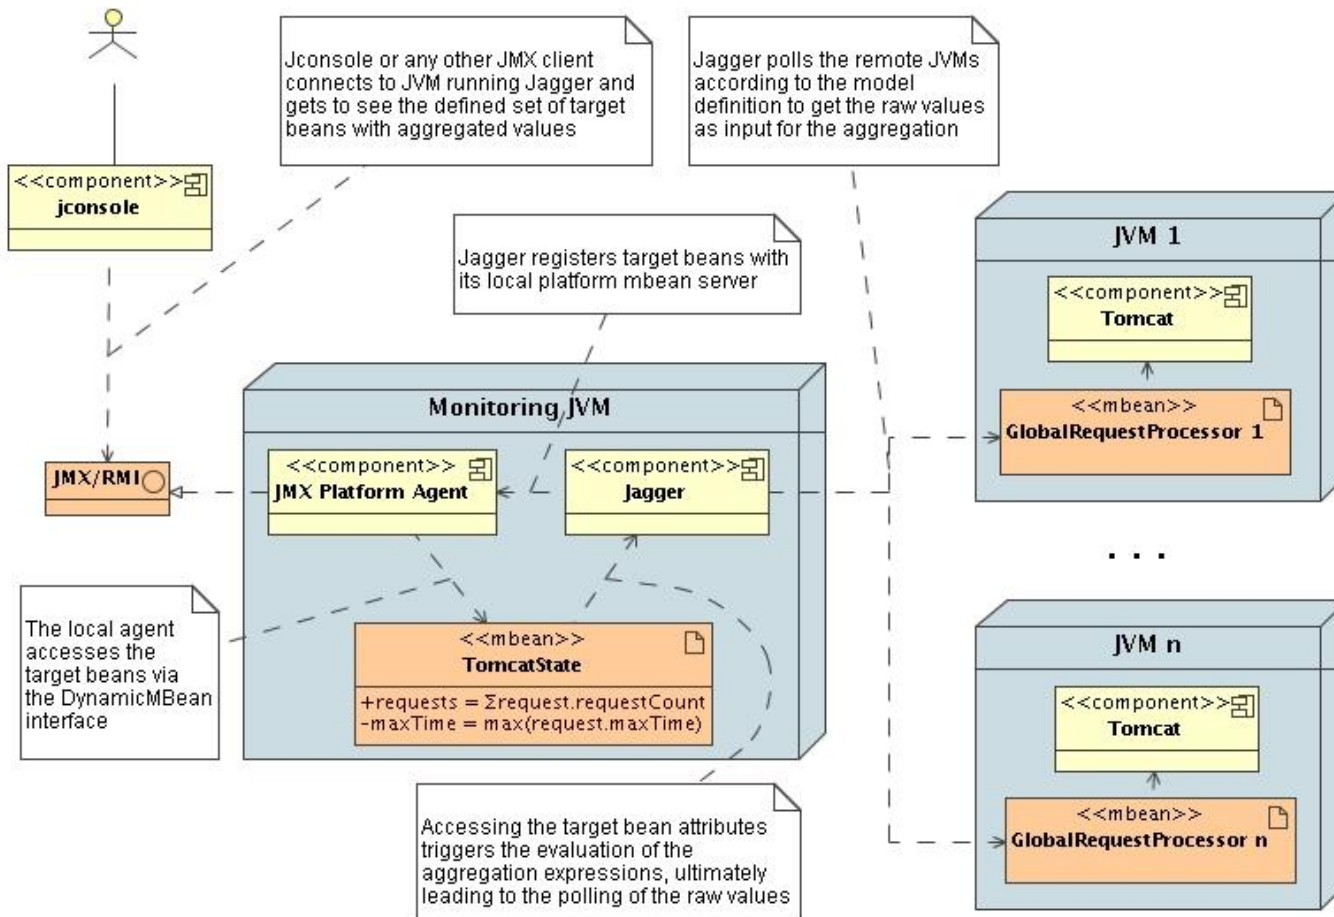 Jconsole or any other JMX client
connects to JVM running Jagger and
gets to see the defined set of target
beans with aggregated values
Jagger polls the remote JVMs
according to the model
definition to get the raw values
as input for the aggregation
<<component>>
jconsole
Jagger registers target beans with
its local platform mbean server
JVM 1
<<component>>
Tomcat
<<mbean>>
GlobalRequestProcessor 1
Monitoring JVM
JMX/RMI
<<component>>
JMX Platform Agent
<<component>>
Jagger
. . .
The local agent
accesses the
target beans via
the DynamicMBean
interface
<<mbean>>
TomcatState
+requests = Σrequest.requestCount
-maxTime = max(request.maxTime)
JVM n
<<component>>
Tomcat
<<mbean>>
GlobalRequestProcessor n
Accessing the target bean attributes
triggers the evaluation of the
aggregation expressions, ultimately
leading to the polling of the raw values